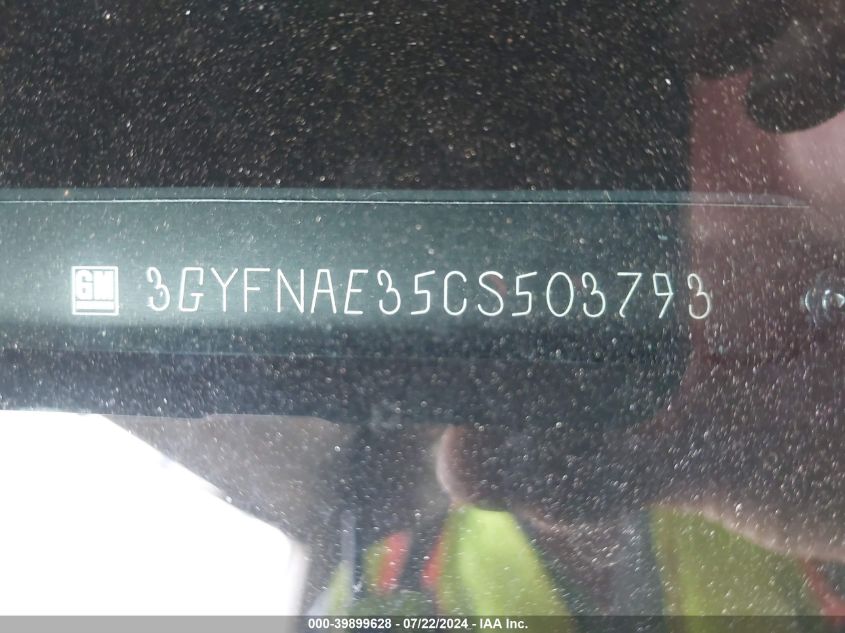 GM 3GYFNAE35CS503793
000-39899628 - 07/22/2024 - IAA Inc.